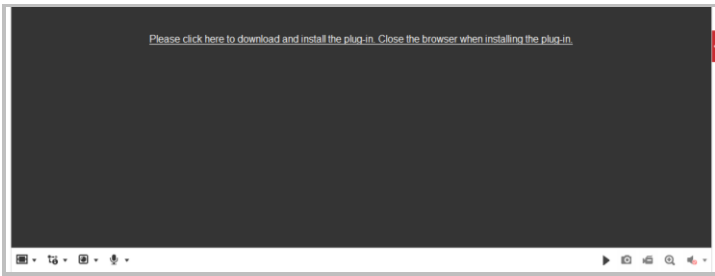 Please click here to download and install the plug-in. Close the browser when installing the plug-in.